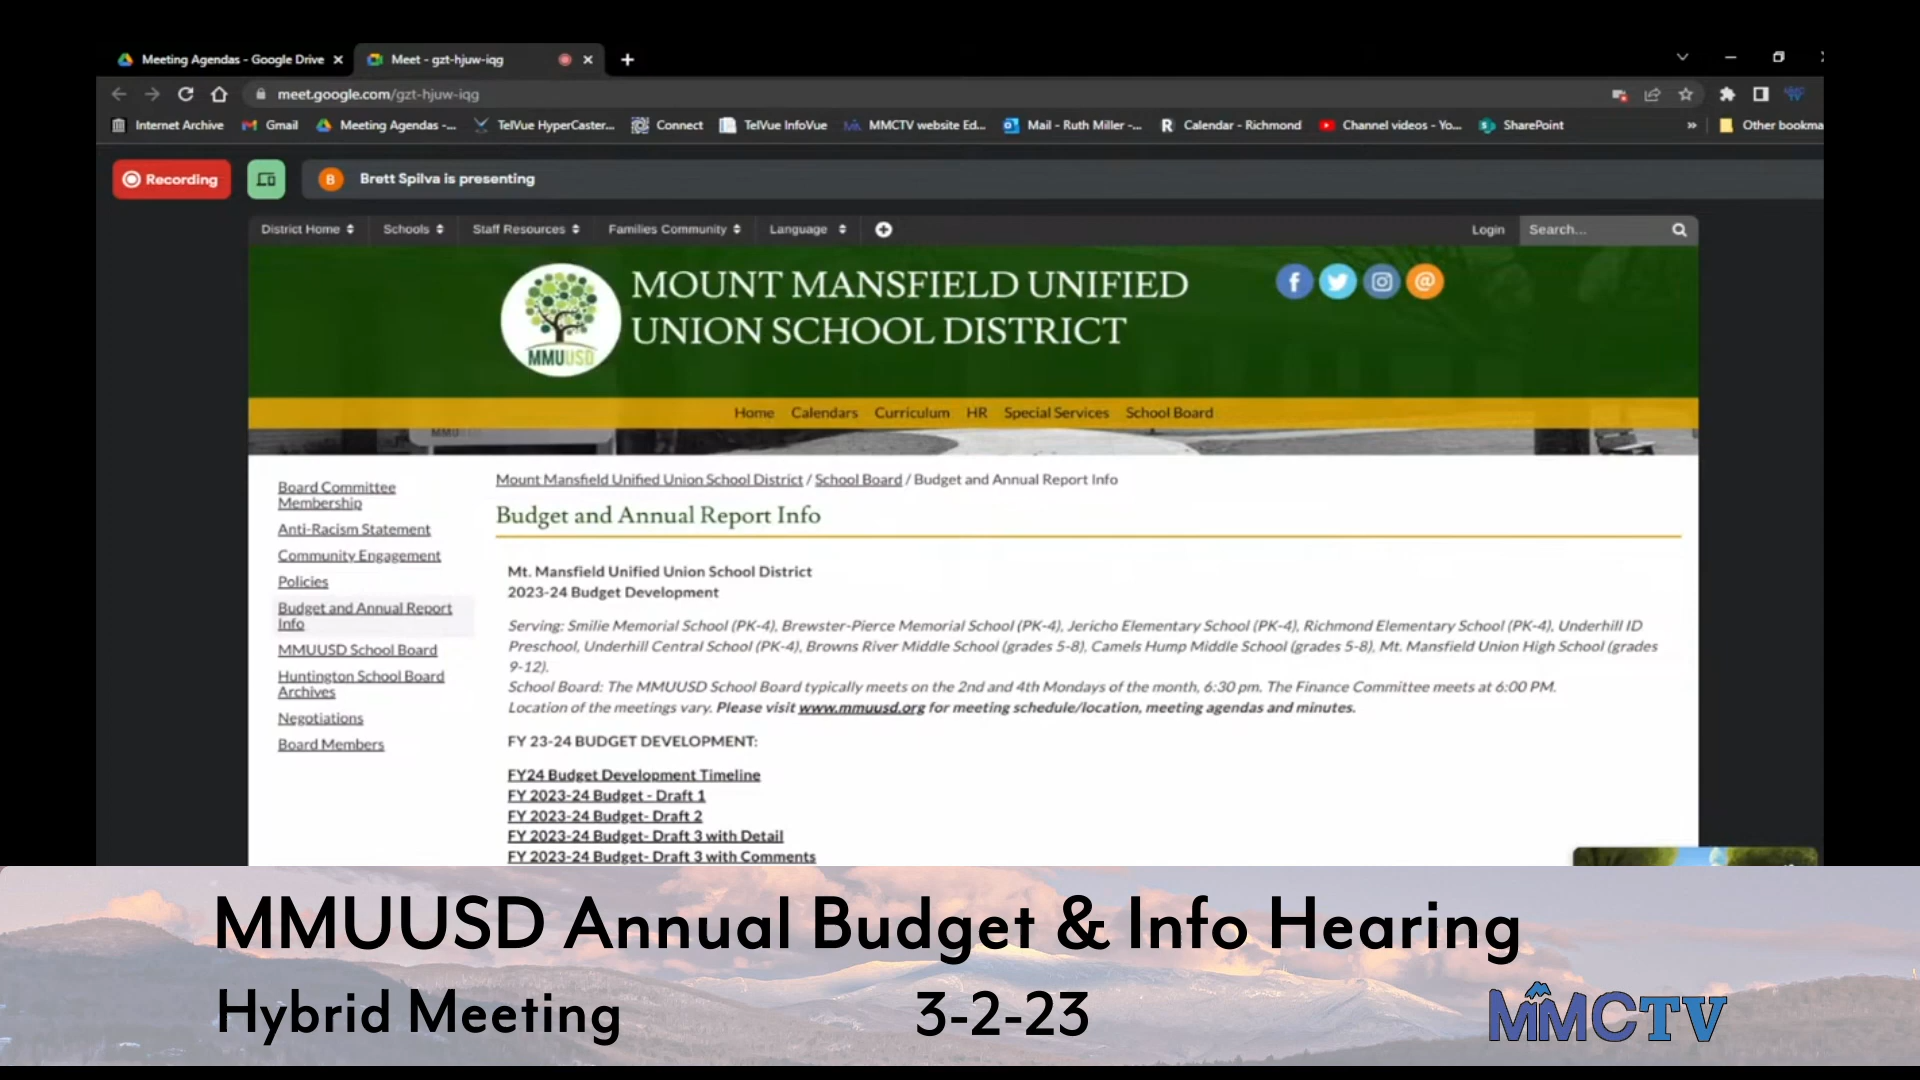 Meeting Agendas - Google Drive
Meet - gzt-hjuw-iqg
meet.google.com/gzt-hjuw-iqg
Internet Archive Gmail Meeting Agendas -... TelVue HyperCaster... Connect TelVue InfoVue MMCTV website Ed... Mail - Ruth Miller -... R Calendar - Richmond Channel videos - Yo... SharePoint » Other bookma
Recording
B Brett Spilva is presenting
District Home Schools Staff Resources Families Community Language Login Search...
MMUUSD
MOUNT MANSFIELD UNIFIED
UNION SCHOOL DISTRICT
Home Calendars Curriculum HR Special Services School Board
Board Committee
Membership
Anti-Racism Statement
Community Engagement
Policies
Budget and Annual Report
Info
MMUUSD School Board
Huntington School Board
Archives
Negotiations
Board Members
Mount Mansfield Unified Union School District / School Board / Budget and Annual Report Info
Budget and Annual Report Info
Mt. Mansfield Unified Union School District
2023-24 Budget Development
Serving: Smilie Memorial School (PK-4), Brewster-Pierce Memorial School (PK-4), Jericho Elementary School (PK-4), Richmond Elementary School (PK-4), Underhill ID
Preschool, Underhill Central School (PK-4), Browns River Middle School (grades 5-8), Camels Hump Middle School (grades 5-8), Mt. Mansfield Union High School (grades
9-12).
School Board: The MMUUSD School Board typically meets on the 2nd and 4th Mondays of the month, 6:30 pm. The Finance Committee meets at 6:00 PM.
Location of the meetings vary. Please visit www.mmuusd.org for meeting schedule/location, meeting agendas and minutes.
FY 23-24 BUDGET DEVELOPMENT:
FY24 Budget Development Timeline
FY 2023-24 Budget - Draft 1
FY 2023-24 Budget- Draft 2
FY 2023-24 Budget- Draft 3 with Detail
FY 2023-24 Budget- Draft 3 with Comments
MMUUSD Annual Budget & Info Hearing
Hybrid Meeting 3-2-23
MMCTV